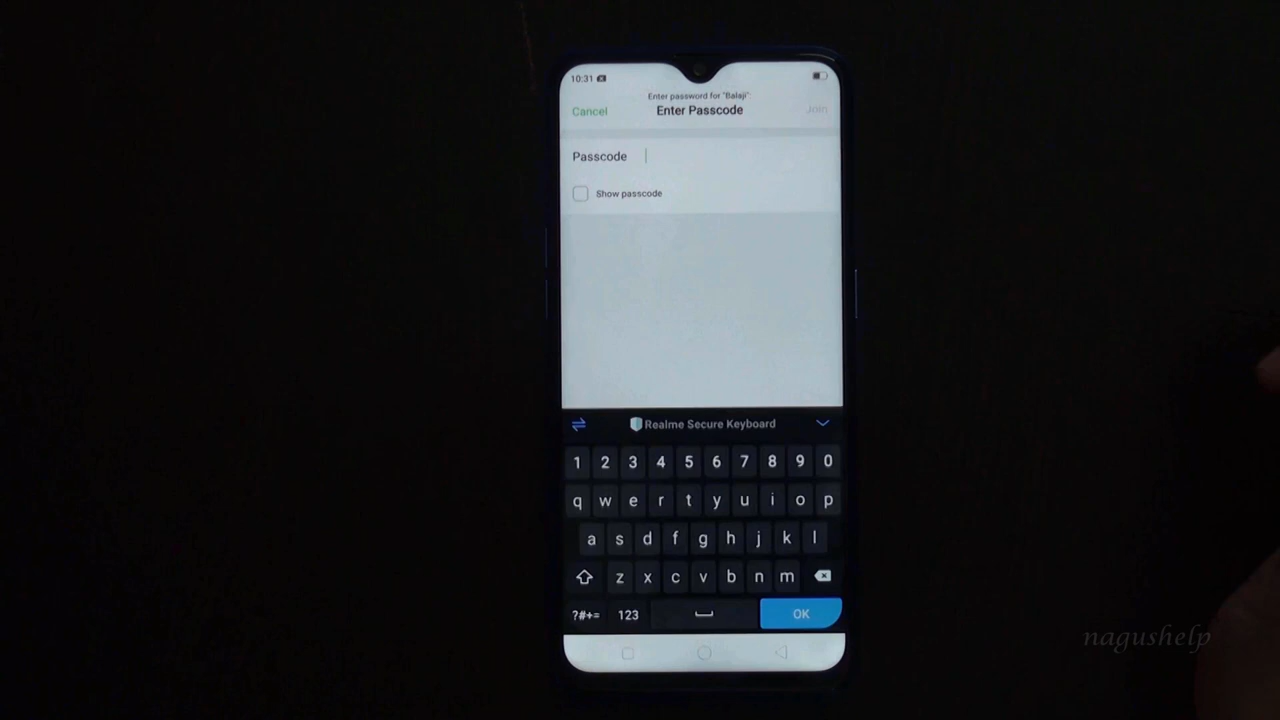 10:31
Enter password for "Balaji"
Cancel Enter Passcode Join
Passcode
Show passcode
Realme Secure Keyboard
1 2 3 4 5 6 7 8 9 0
q w e r t y u i o p
a s d f g h j k l
z x c v b n m
?#+= 123 OK
nagushelp